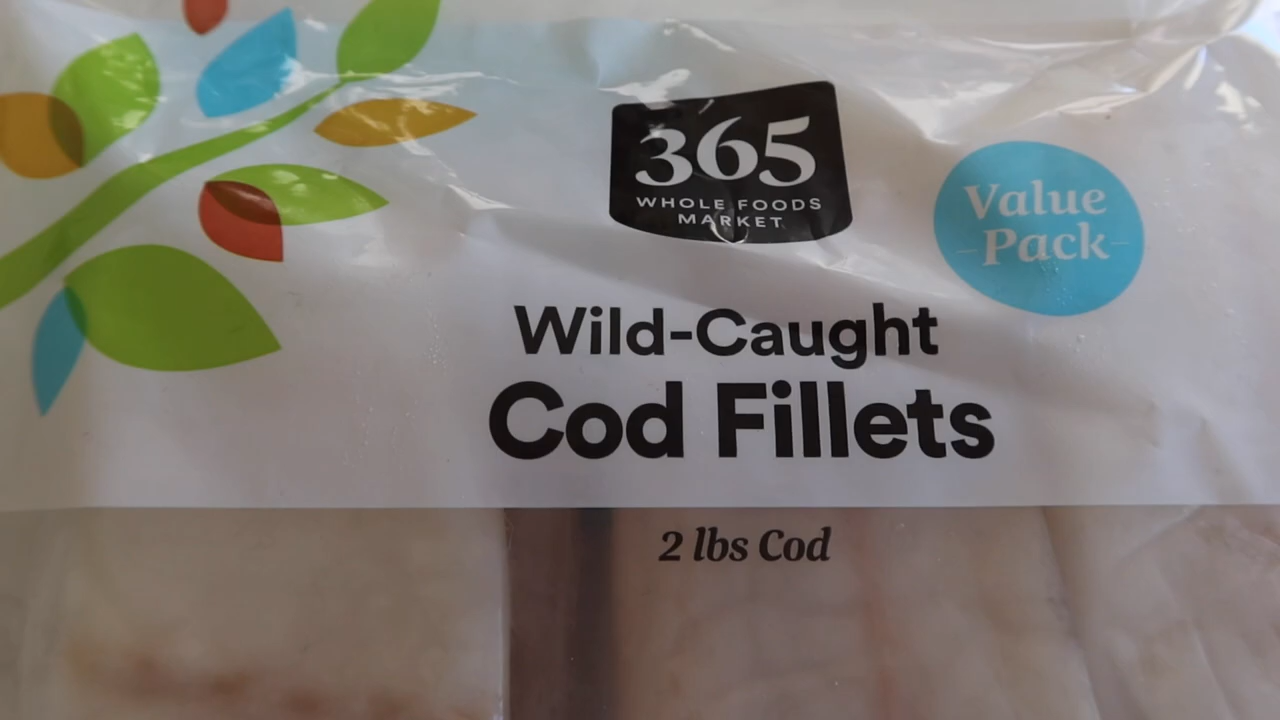 365
WHOLE FOODS
MARKET
Value
Pack
Wild-Caught
Cod Fillets
2 lbs Cod